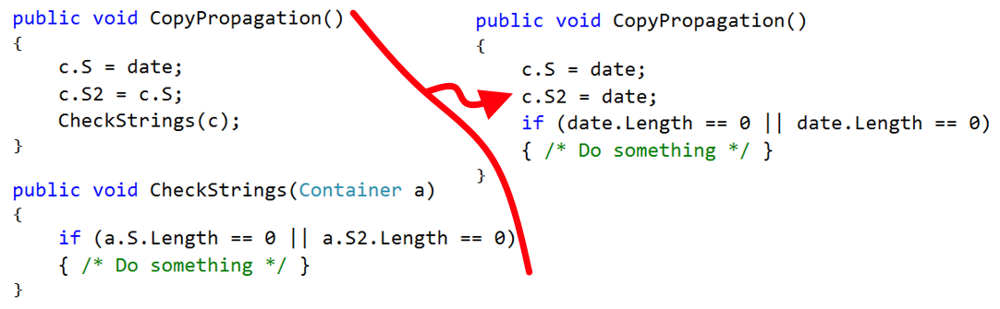 public void CopyPropagation()
{
    c.S = date;
    c.S2 = c.S;
    CheckStrings(c);
}
public void CheckStrings(Container a)
{
    if (a.S.Length == 0 || a.S2.Length == 0)
    { /* Do something */ }
}
public void CopyPropagation()
{
    c.S = date;
    c.S2 = date;
    if (date.Length == 0 || date.Length == 0)
    { /* Do something */ }
}